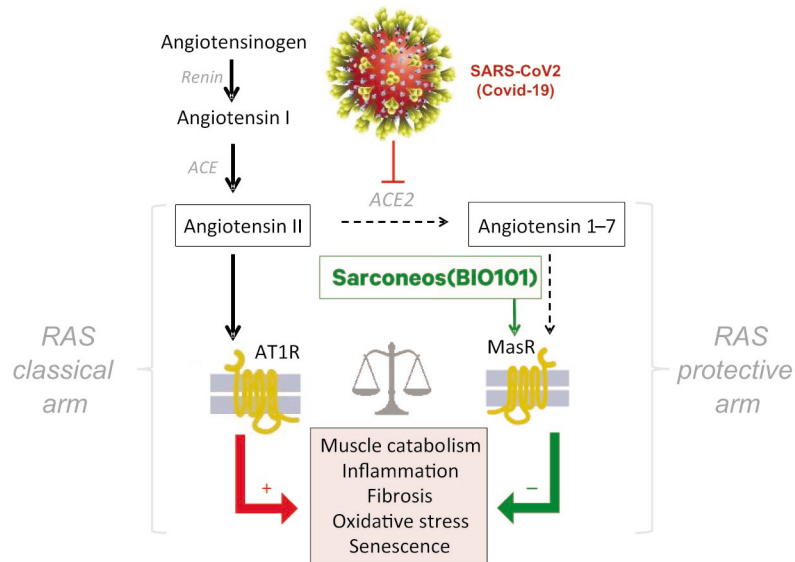 Angiotensinogen
Renin
SARS-CoV2
(Covid-19)
Angiotensin I
ACE
ACE2
Angiotensin II
Angiotensin 1–7
Sarconeos(BIO101)
RAS
classical
arm
AT1R
MasR
RAS
protective
arm
Muscle catabolism
Inflammation
Fibrosis
Oxidative stress
Senescence
+
–